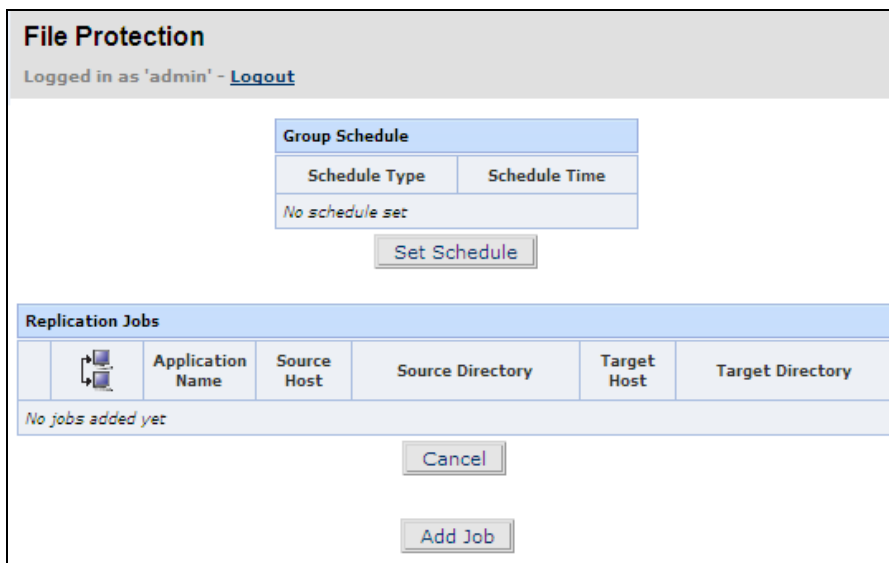 File Protection
Logged in as 'admin' - Logout
Group Schedule
Schedule Type Schedule Time
No schedule set
Set Schedule
Replication Jobs
Application Name Source Host Source Directory Target Host Target Directory
No jobs added yet
Cancel
Add Job